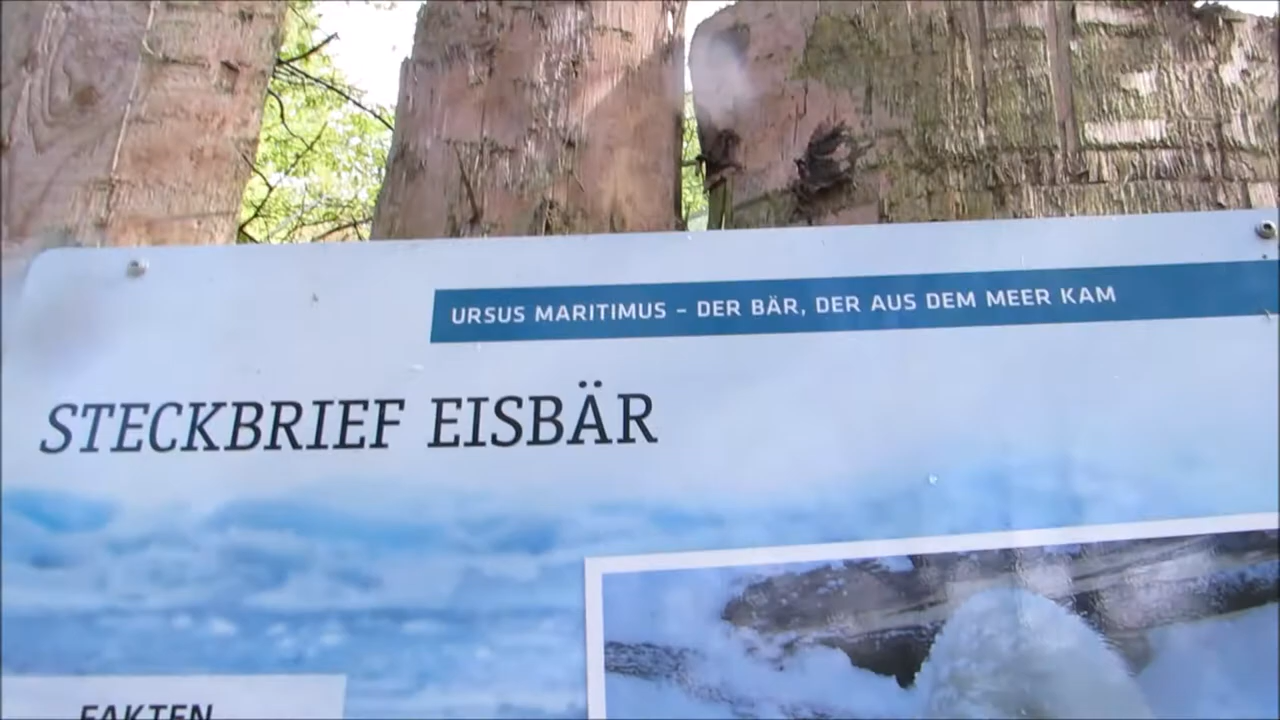 URSUS MARITIMUS – DER BÄR, DER AUS DEM MEER KAM
STECKBRIEF EISBÄR
FAKTEN